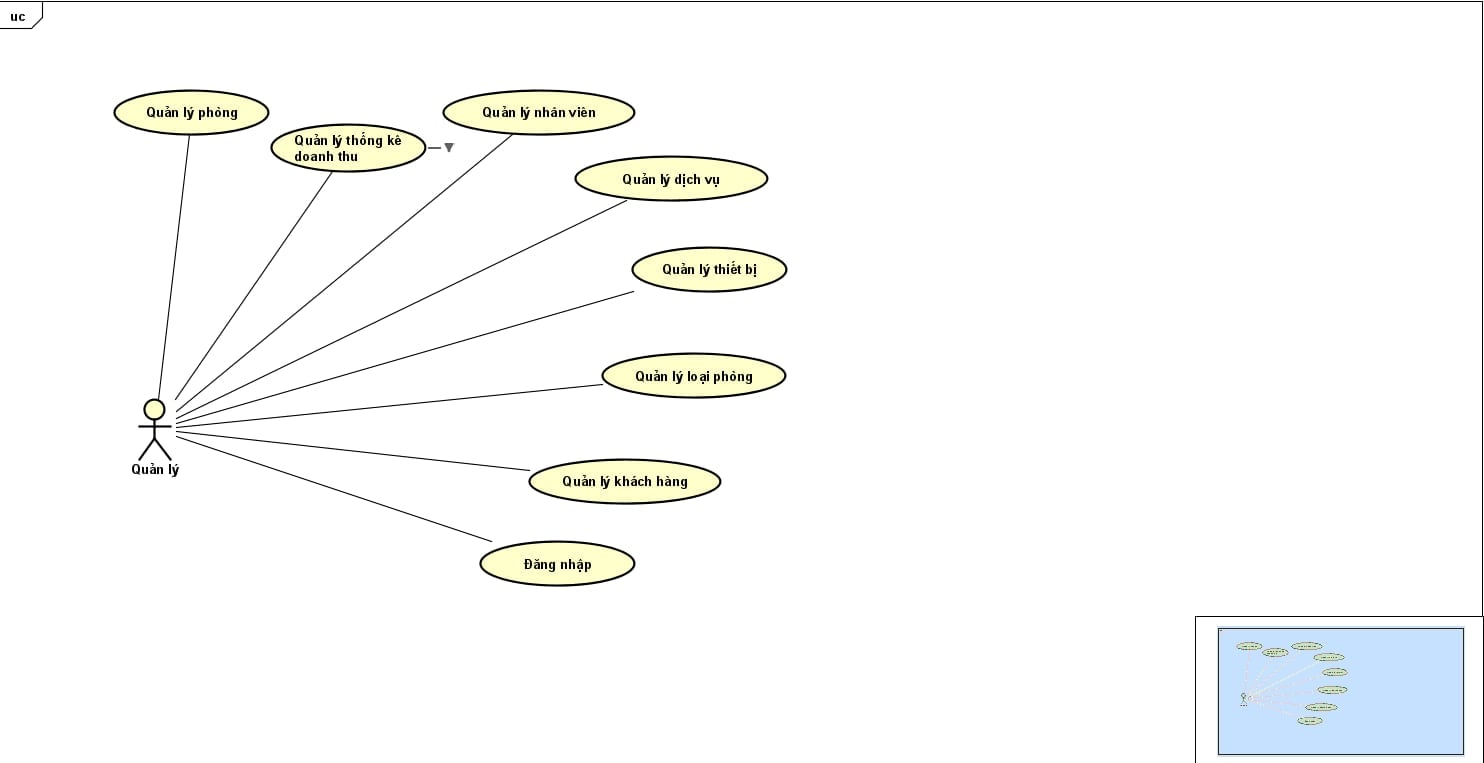 uc
Quản lý phòng
Quản lý thống kê
doanh thu
Quản lý nhân viên
Quản lý dịch vụ
Quản lý thiết bị
Quản lý loại phòng
Quản lý khách hàng
Quản lý
Đăng nhập